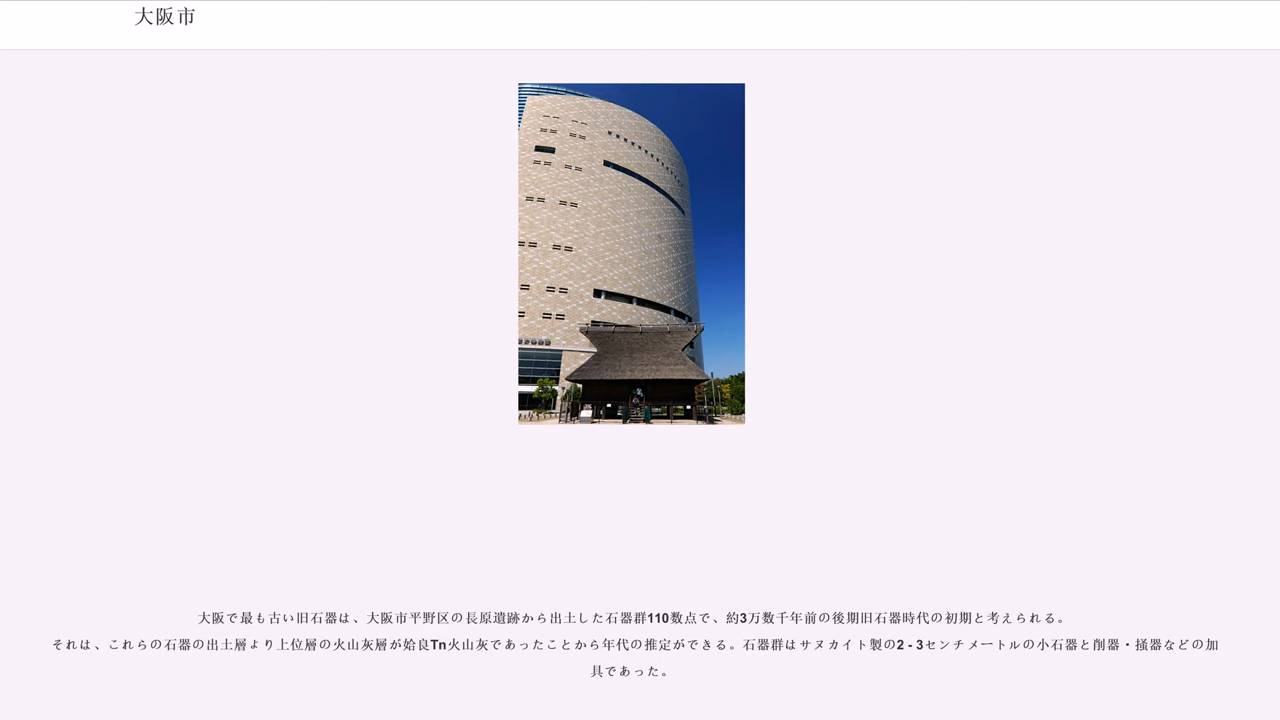 大阪市
大阪で最も古い旧石器は、大阪市平野区の長原遺跡から出土した石器群110数点で、約3万数千年前の後期旧石器時代の初期と考えられる。
それは、これらの石器の出土層より上位層の火山灰層が姶良Tn火山灰であったことから年代の推定ができる。石器群はサヌカイト製の2 - 3センチメートルの小石器と削器・掻器などの加
具であった。